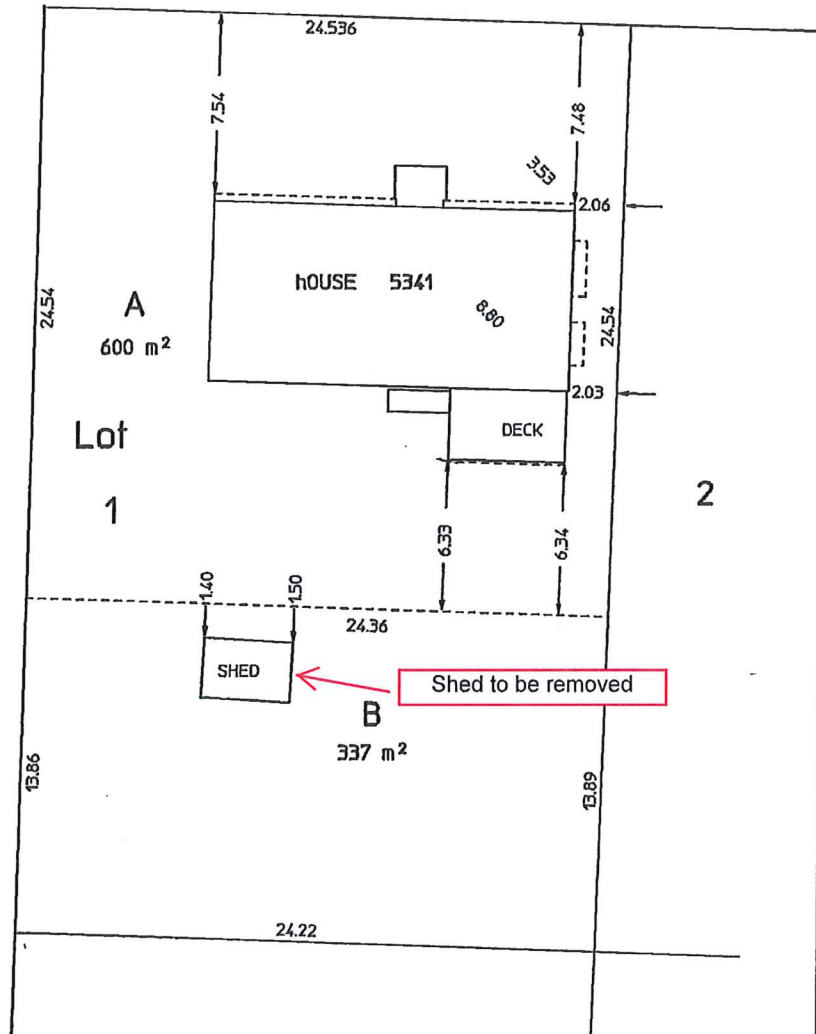 24.536
7.54
7.48
3.53
2.06
hOUSE 5341
24.54
A
600 m²
8.80
24.54
2.03
DECK
Lot
1
2
6.33
6.34
1.40
1.50
24.36
SHED
Shed to be removed
B
337 m²
13.86
13.89
24.22